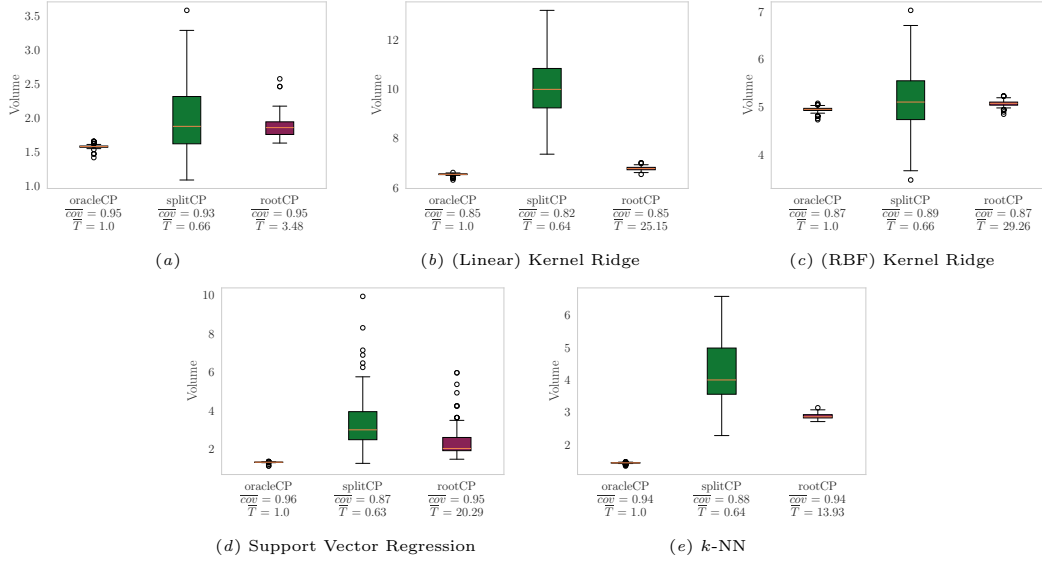 3.5
3.0
2.5
2.0
1.5
1.0
Volume
oracleCP splitCP rootCP
cov = 0.95 cov = 0.93 cov = 0.95
T = 1.0 T = 0.66 T = 3.48
(a)
12
10
8
6
Volume
oracleCP splitCP rootCP
cov = 0.85 cov = 0.82 cov = 0.85
T = 1.0 T = 0.64 T = 25.15
(b) (Linear) Kernel Ridge
7
6
5
4
Volume
oracleCP splitCP rootCP
cov = 0.87 cov = 0.89 cov = 0.87
T = 1.0 T = 0.66 T = 29.26
(c) (RBF) Kernel Ridge
10
8
6
4
2
Volume
oracleCP splitCP rootCP
cov = 0.96 cov = 0.87 cov = 0.95
T = 1.0 T = 0.63 T = 20.29
(d) Support Vector Regression
6
5
4
3
2
Volume
oracleCP splitCP rootCP
cov = 0.94 cov = 0.88 cov = 0.94
T = 1.0 T = 0.64 T = 13.93
(e) k-NN